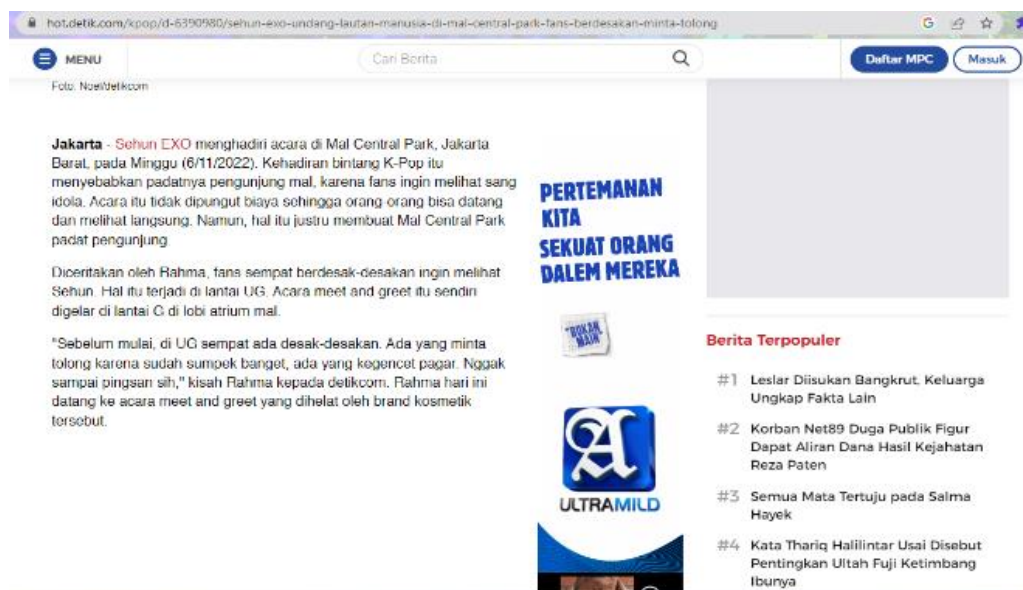 hot.detik.com/kpop/d-6390980/sehun-exo-undang-lautan-manusia-di-mal-central-park-fans-berdesakan-minta-tolong
MENU
Cari Berita
Daftar MPC
Masuk
Foto: Noel/detikcom
Jakarta - Sehun EXO menghadiri acara di Mal Central Park, Jakarta
Barat, pada Minggu (6/11/2022). Kehadiran bintang K-Pop itu
menyebabkan padatnya pengunjung mal, karena fans ingin melihat sang
idola. Acara itu tidak dipungut biaya sehingga orang-orang bisa datang
dan melihat langsung. Namun, hal itu justru membuat Mal Central Park
padat pengunjung
Diceritakan oleh Rahma, fans sempat berdesak-desakan ingin melihat
Sehun. Hal itu terjadi di lantai UG. Acara meet and greet itu sendiri
digelar di lantai G di lobi atrium mal.
"Sebelum mulai, di UG sempat ada desak-desakan. Ada yang minta
tolong karena sudah sumpek banget, ada yang kegencet pagar. Nggak
sampai pingsan sih," kisah Rahma kepada detikcom. Rahma hari ini
datang ke acara meet and greet yang dihelat oleh brand kosmetik
tersebut.
PERTEMANAN
KITA
SEKUAT ORANG
DALEM MEREKA
"BUKAN
MAIN"
A
ULTRAMILD
Berita Terpopuler
#1 Leslar Diisukan Bangkrut, Keluarga
Ungkap Fakta Lain
#2 Korban Net89 Duga Publik Figur
Dapat Aliran Dana Hasil Kejahatan
Reza Paten
#3 Semua Mata Tertuju pada Salma
Hayek
#4 Kata Thariq Halilintar Usai Disebut
Pentingkan Ultah Fuji Ketimbang
Ibunya